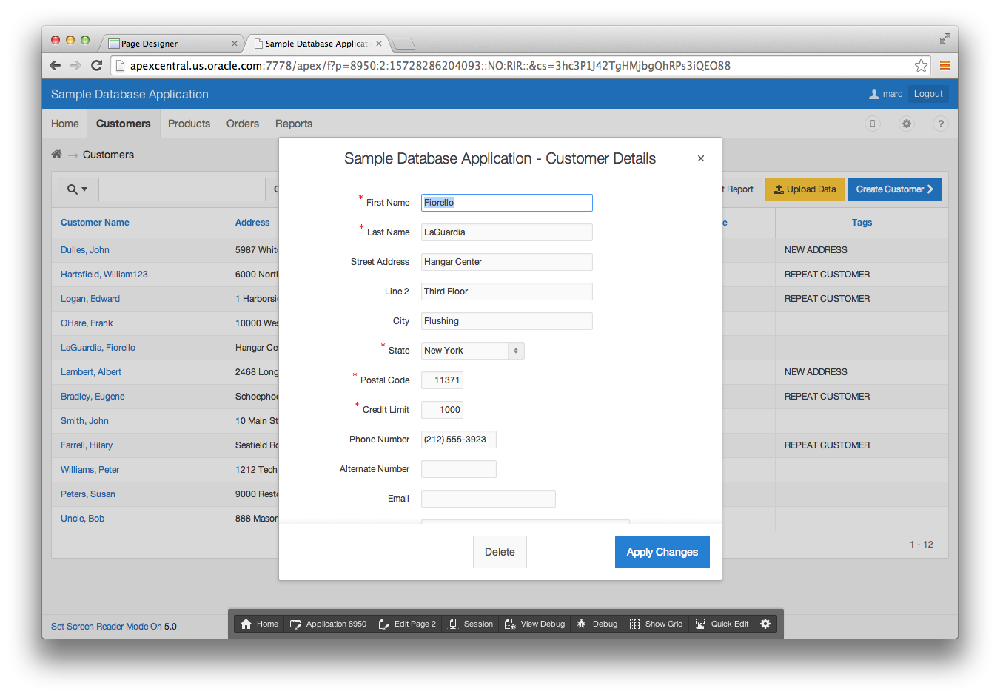 Page Designer
Sample Database Applicati
apexcentral.us.oracle.com:7778/apex/f?p=8950:2:15728286204093::NO:RIR::&cs=3hc3P1J42TgHMjbgQhRPs3iQEO88
Sample Database Application
marc Logout
Home Customers Products Orders Reports
?
Customers
Sample Database Application - Customer Details
t Report Upload Data Create Customer
Customer Name Address Tags
Dulles, John 5987 White NEW ADDRESS
Hartsfield, William123 6000 North REPEAT CUSTOMER
Logan, Edward 1 Harborsi REPEAT CUSTOMER
OHare, Frank 10000 Wes
LaGuardia, Fiorello Hangar Ce
Lambert, Albert 2468 Long NEW ADDRESS
Bradley, Eugene Schoepho REPEAT CUSTOMER
Smith, John 10 Main St
Farrell, Hilary Seafield Ro REPEAT CUSTOMER
Williams, Peter 1212 Tech
Peters, Susan 9000 Resto
Uncle, Bob 888 Mason
1 - 12
* First Name Fiorello
* Last Name LaGuardia
Street Address Hangar Center
Line 2 Third Floor
City Flushing
* State New York
* Postal Code 11371
* Credit Limit 1000
Phone Number (212) 555-3923
Alternate Number
Email
Delete Apply Changes
Set Screen Reader Mode On 5.0
Home Application 8950 Edit Page 2 Session View Debug Debug Show Grid Quick Edit